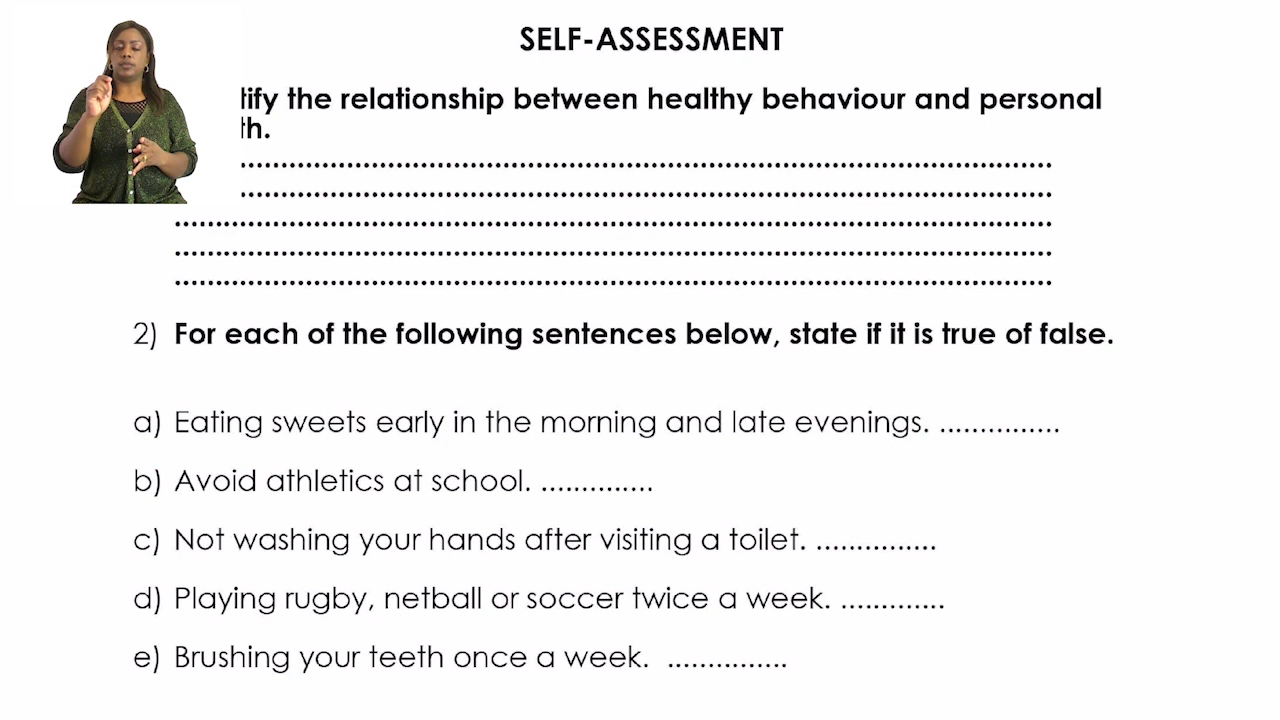 SELF-ASSESSMENT
tify the relationship between healthy behaviour and personal
th.
....................................................................................................
....................................................................................................
............................................................................................................
............................................................................................................
............................................................................................................
2) For each of the following sentences below, state if it is true of false.
a) Eating sweets early in the morning and late evenings. ...............
b) Avoid athletics at school. ..............
c) Not washing your hands after visiting a toilet. ...............
d) Playing rugby, netball or soccer twice a week. .............
e) Brushing your teeth once a week. ...............